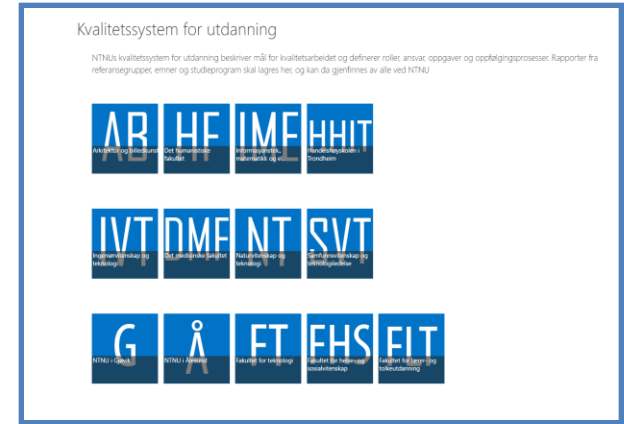 Kvalitetssystem for utdanning
NTNUs kvalitetssystem for utdanning beskriver mål for kvalitetsarbeidet og definerer roller, ansvar, oppgaver og oppfølgingsprosesser. Rapporter fra
referansegrupper, emner og studieprogram skal lagres her, og kan da gjenfinnes av alle ved NTNU
AB HF IME HHIT
Arkitektur og billedkunst
Det humanistiske
fakultet
Informasjonstek.,
matematikk og e...
Handelshøyskolen i
Trondheim
IVT DMF NT SVT
Ingeniørvitenskap og
teknologi
Det medisinske fakultet
Naturvitenskap og
teknologi
Samfunnsvitenskap og
teknologiledelse
G Å FT FHS FLT
NTNU i Gjøvik
NTNU i Ålesund
Fakultet for teknologi
Fakultet for helse- og
sosialvitenskap
Fakultet for lærer- og
tolkeutdanning